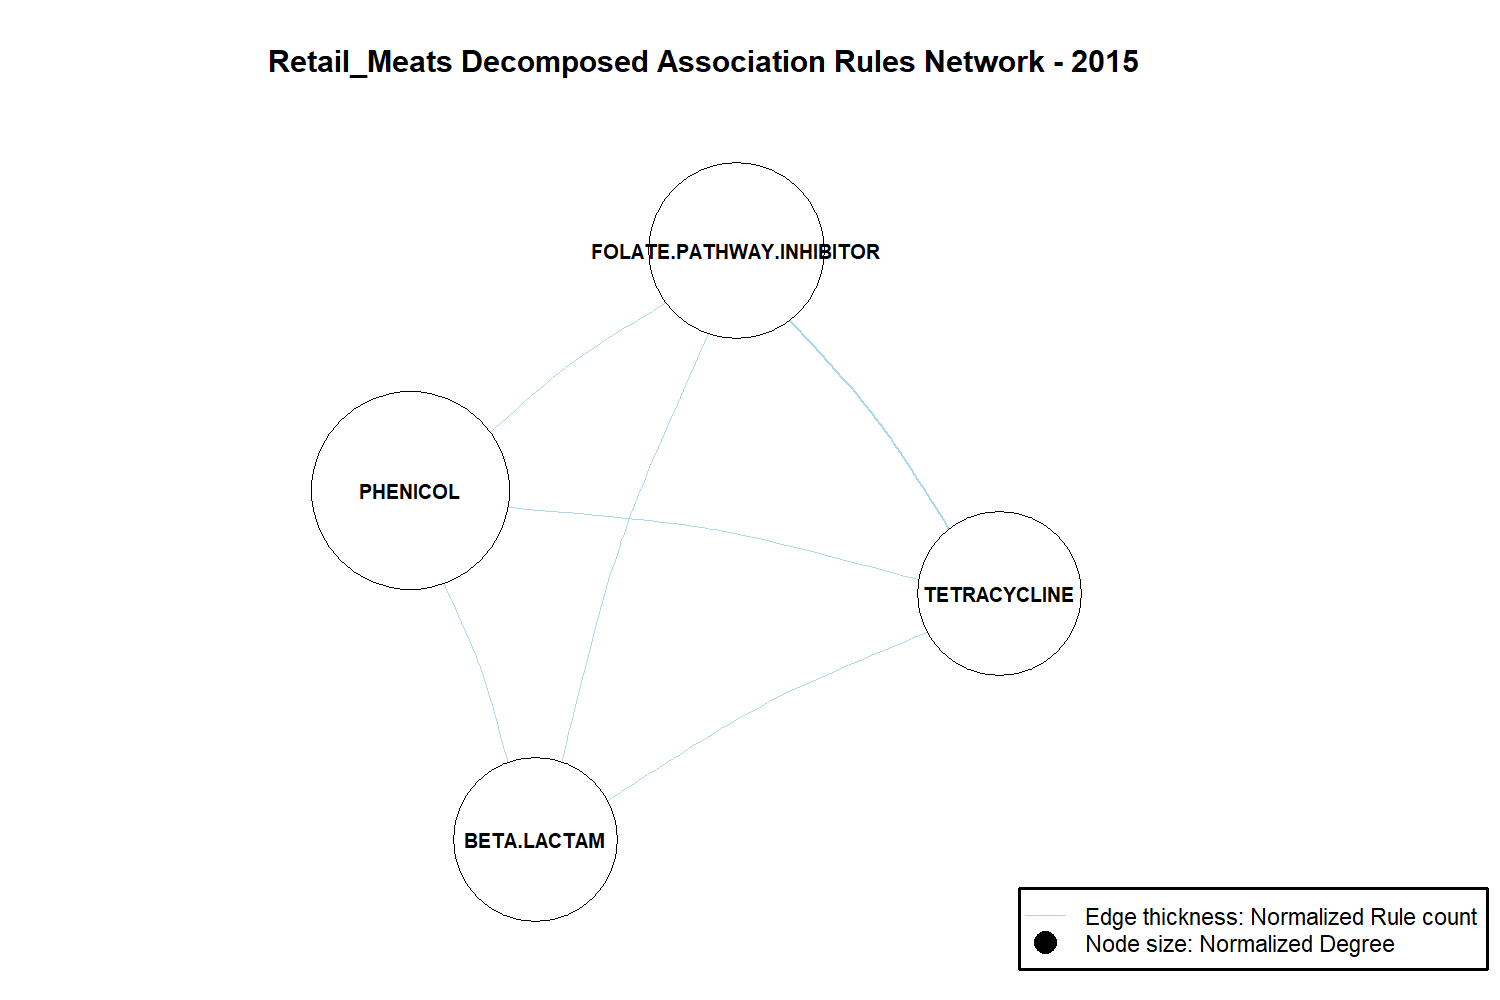 Retail_Meats Decomposed Association Rules Network - 2015
FOLATE.PATHWAY.INHIBITOR
PHENICOL
TETRACYCLINE
BETA.LACTAM
Edge thickness: Normalized Rule count
Node size: Normalized Degree